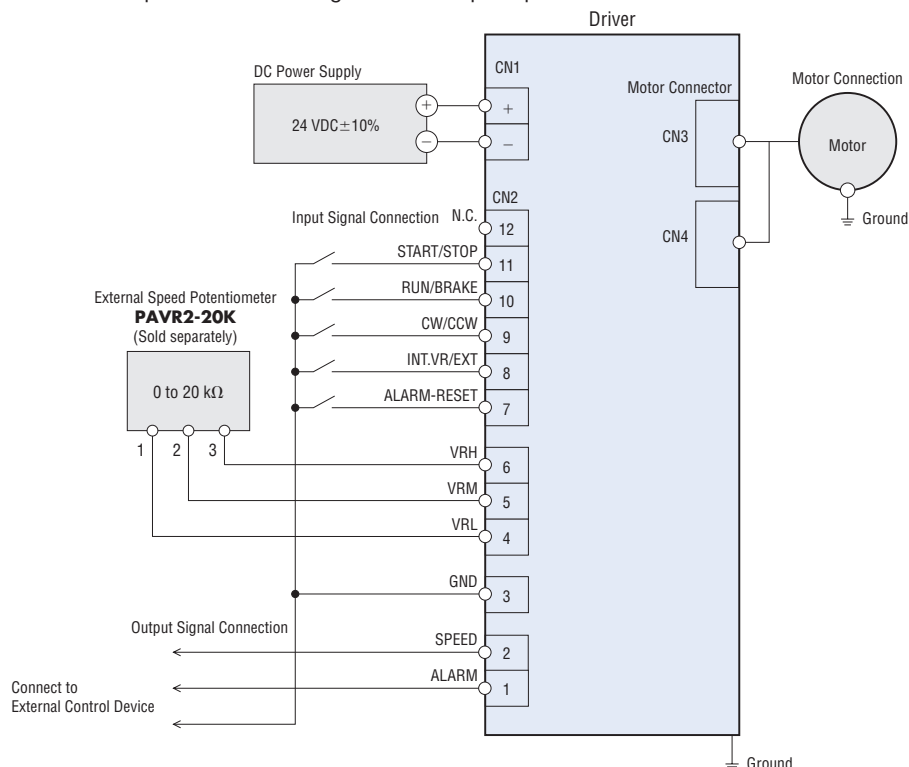 Driver
DC Power Supply
24 VDC±10%
+
−
CN1
+
−
Motor Connector
CN3
CN4
Motor Connection
Motor
Ground
CN2
Input Signal Connection
N.C.
12
START/STOP
11
RUN/BRAKE
10
CW/CCW
9
INT.VR/EXT
8
ALARM-RESET
7
External Speed Potentiometer
PAVR2-20K
(Sold separately)
0 to 20 kΩ
1 2 3
VRH
6
VRM
5
VRL
4
GND
3
Output Signal Connection
SPEED
2
ALARM
1
Connect to
External Control Device
Ground